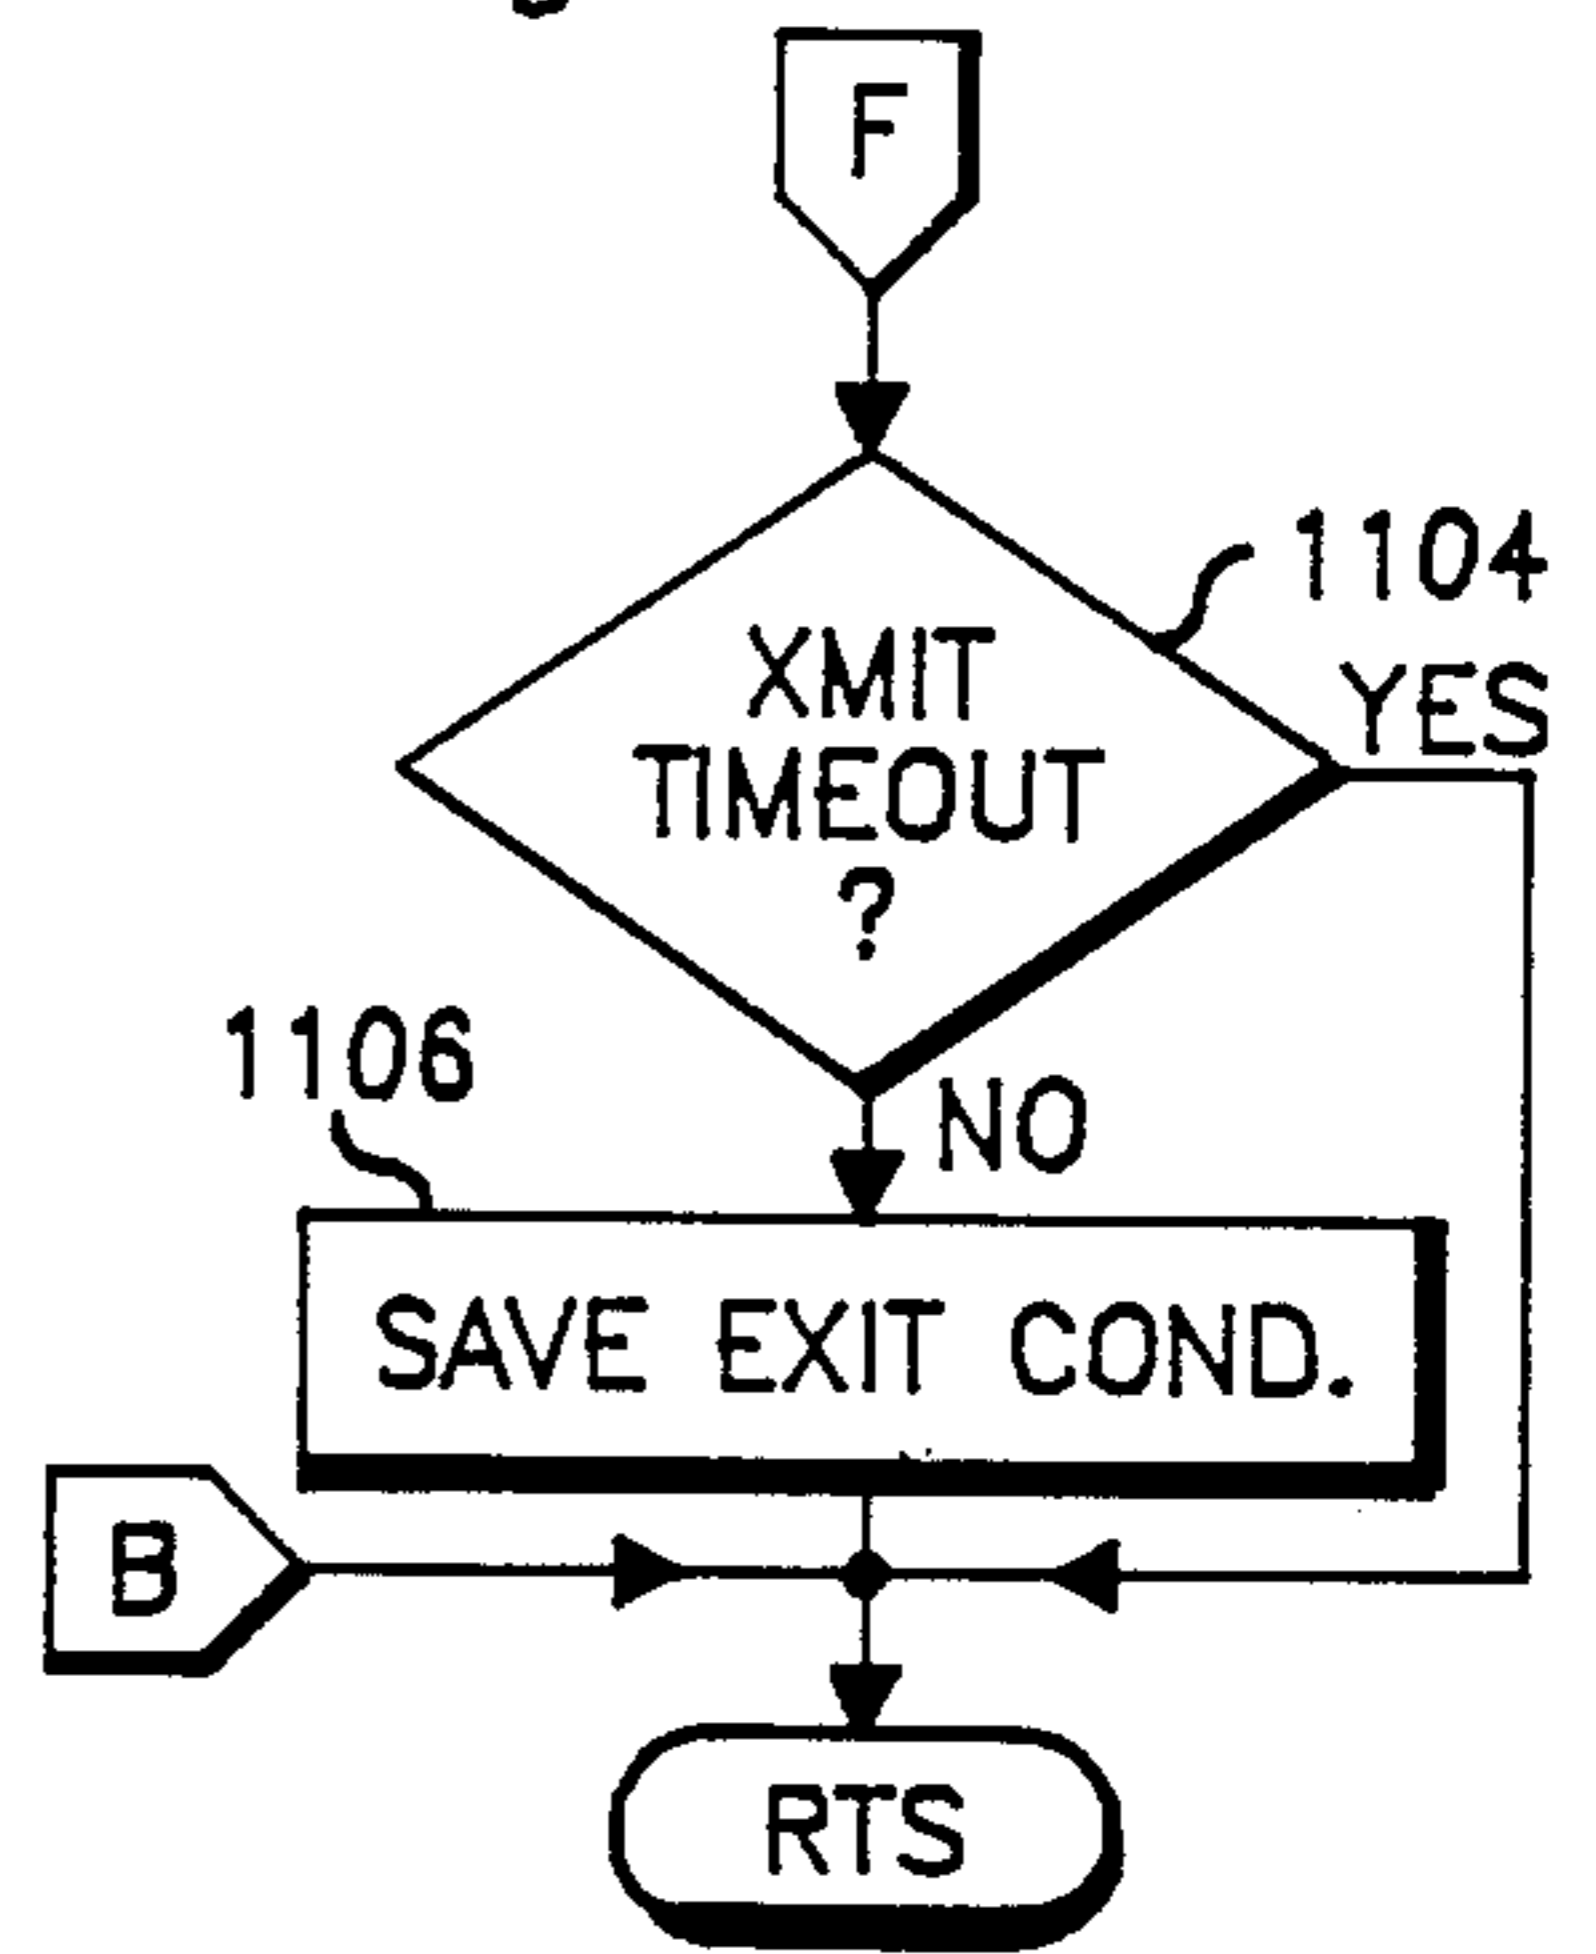 F
1104
XMIT
TIMEOUT
?
YES
1106
NO
SAVE EXIT COND.
B
RTS